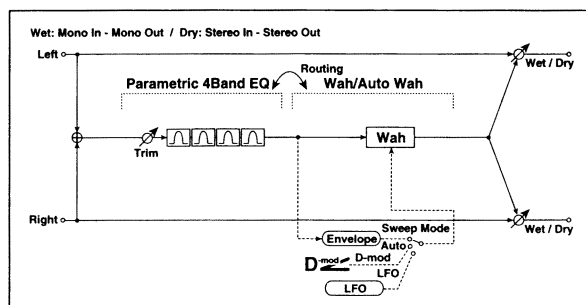 Wet: Mono In - Mono Out / Dry: Stereo In - Stereo Out
Left
Wet / Dry
Routing
Parametric 4Band EQ
Wah/Auto Wah
Trim
Wah
Right
Wet / Dry
Sweep Mode
Envelope
Auto
D-mod
D-mod
LFO
LFO